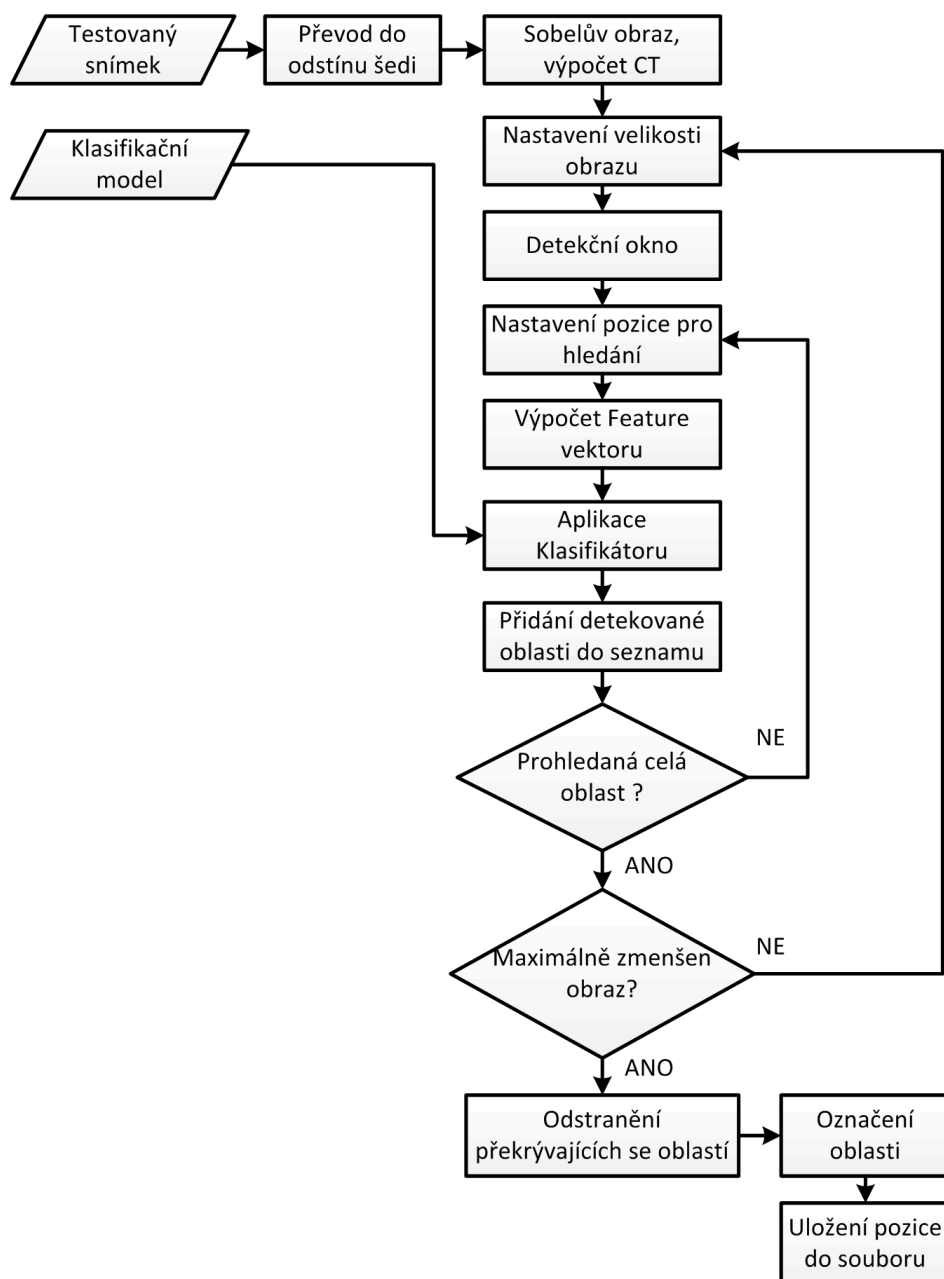 Testovaný
snímek
Převod do
odstínu šedi
Sobelův obraz,
výpočet CT
Klasifikační
model
Nastavení velikosti
obrazu
Detekční okno
Nastavení pozice pro
hledání
Výpočet Feature
vektoru
Aplikace
Klasifikátoru
Přidání detekované
oblasti do seznamu
Prohledaná celá
oblast ?
NE
ANO
Maximálně zmenšen
obraz?
NE
ANO
Odstranění
překrývajících se oblastí
Označení
oblasti
Uložení pozice
do souboru